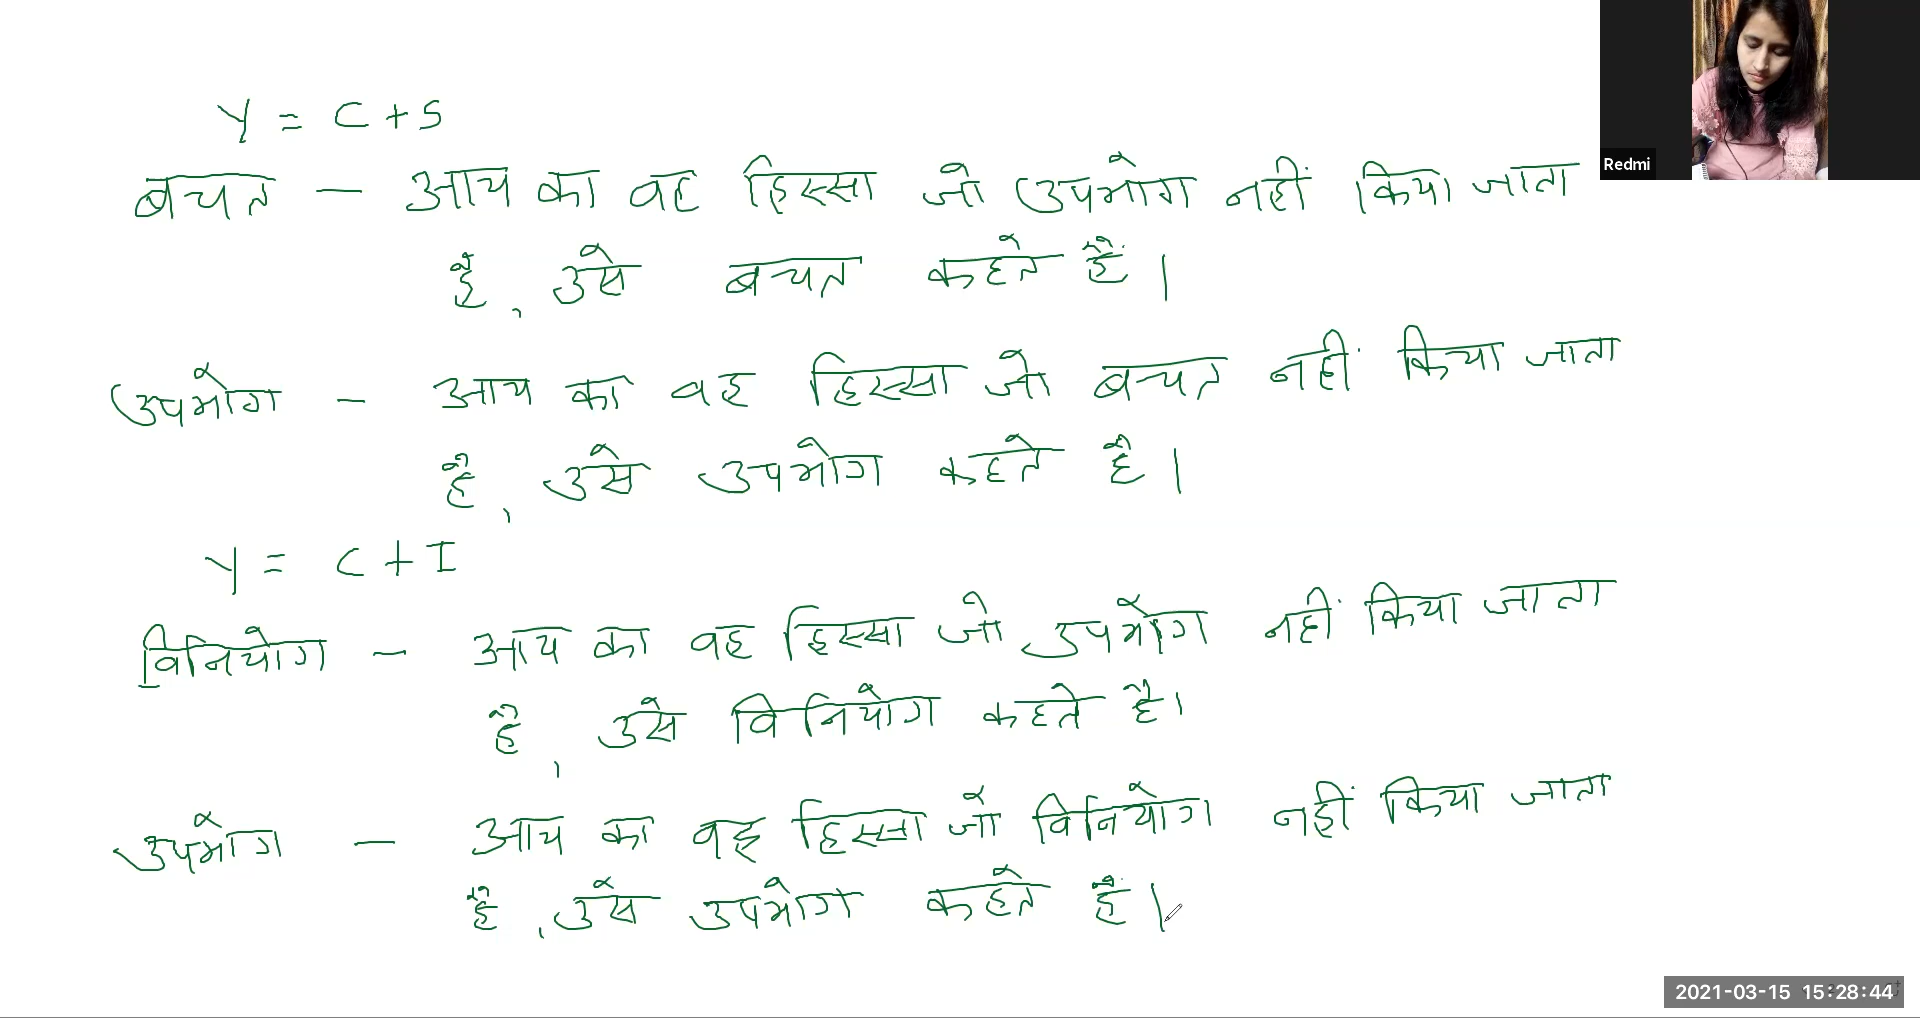 Y = C + S
बचत — आय का वह हिस्सा जो उपभोग नहीं किया जाता
है, उसे बचत कहते हैं।
उपभोग — आय का वह हिस्सा जो बचत नहीं किया जाता
है, उसे उपभोग कहते है।
Y = C + I
विनियोग — आय का वह हिस्सा जो उपभोग नहीं किया जाता
है, उसे विनियोग कहते है।
उपभोग — आय का वह हिस्सा जो विनियोग नहीं किया जाता
है, उसे उपभोग कहते हैं।
Redmi
2021-03-15 15:28:44